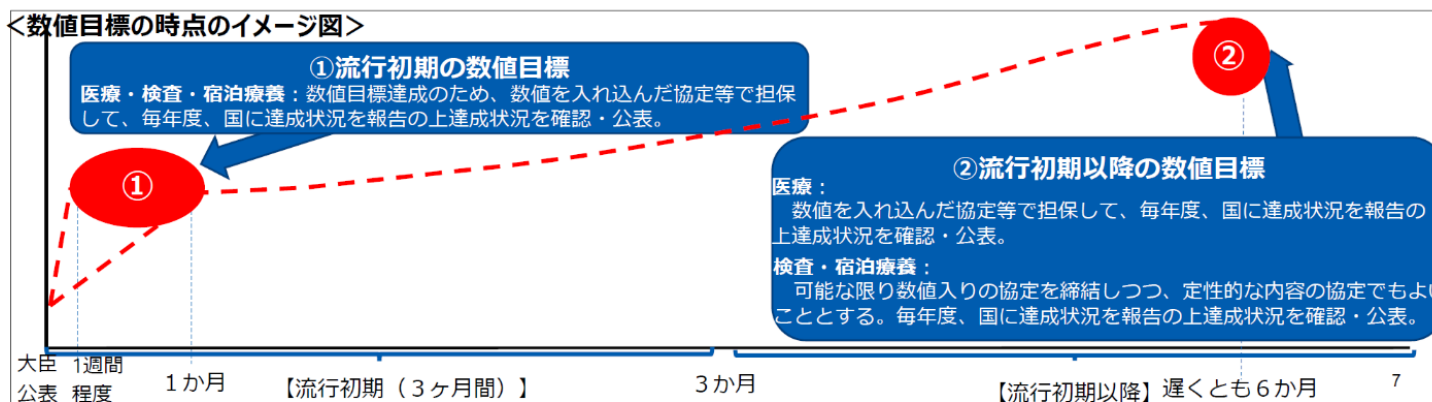 ＜数値目標の時点のイメージ図＞
①流行初期の数値目標
医療・検査・宿泊療養：数値目標達成のため、数値を入れ込んだ協定等で担保
して、毎年度、国に達成状況を報告の上達成状況を確認・公表。
①
②
②流行初期以降の数値目標
医療：
数値を入れ込んだ協定等で担保して、毎年度、国に達成状況を報告の
上達成状況を確認・公表。
検査・宿泊療養：
可能な限り数値入りの協定を締結しつつ、定性的な内容の協定でもよい
こととする。毎年度、国に達成状況を報告の上達成状況を確認・公表。
大臣
公表
1週間
程度
１か月
【流行初期（３ヶ月間）】
３か月
【流行初期以降】
遅くとも６か月
7